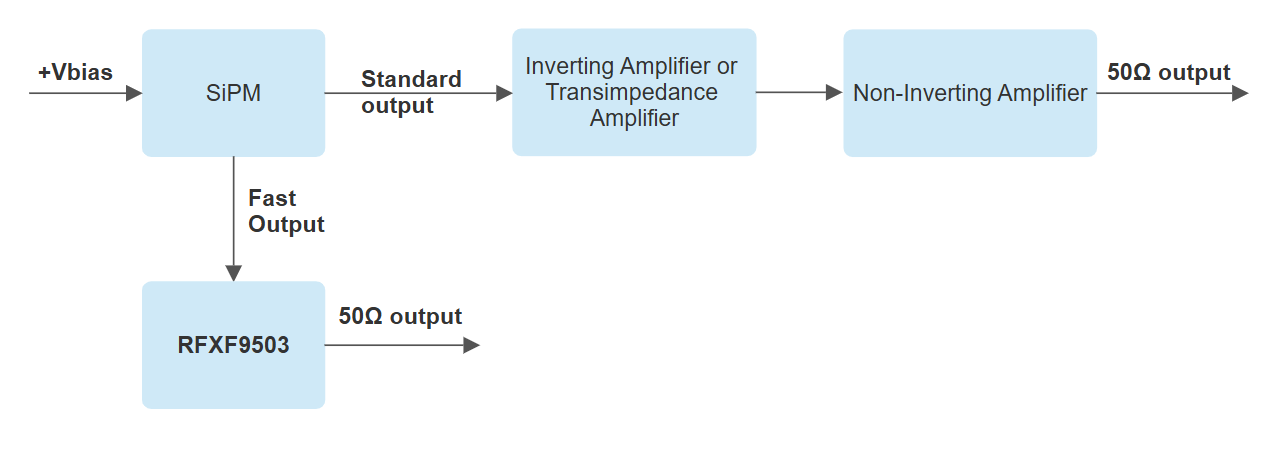 +Vbias
SiPM
Standard
output
Inverting Amplifier or
Transimpedance
Amplifier
Non-Inverting Amplifier
50Ω output
Fast
Output
RFXF9503
50Ω output